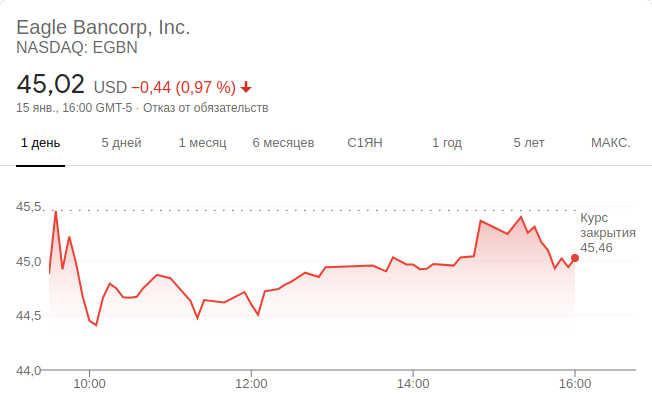 Eagle Bancorp, Inc.
NASDAQ: EGBN
45,02 USD −0,44 (0,97 %)
15 янв., 16:00 GMT-5 · Отказ от обязательств
1 день 5 дней 1 месяц 6 месяцев С1ЯН 1 год 5 лет МАКС.
45,5
Курс
закрытия
45,46
45,0
44,5
44,0
10:00 12:00 14:00 16:00